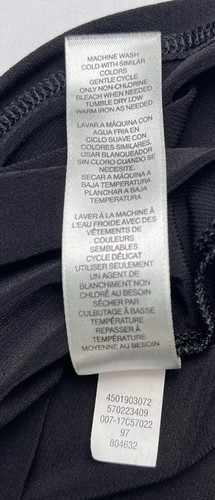 MACHINE WASH
COLD-WITH SIMILAR
COLORS
GENTLE CYCLE
ONLY NON-CHLORINE
BLEACH WHEN NEEDED
TUMBLE DRY LOW
WARM IRON AS NEEDED
LAVAR A MÁQUINA CON
AGUA FRIA EN
CICLO SUAVE CON
COLORES SIMILARES.
USAR BLANQUEADOR
SIN CLORO CUANDO SE
NECESITE.
SECAR A MÁQUINA A
BAJA TEMPERATURA
PLANCHAR A BAJA
TEMPERATURA
LAVER À LA MACHINE À
L'EAU FROIDE AVEC DES
VÊTEMENTS DE
COULEURS
SEMBLABLES
CYCLE DÉLICAT
UTILISER SEULEMENT
UN AGENT DE
BLANCHIMENT NON
CHLORÉ AU BESOIN
SÉCHER PAR
CULBUTAGE À BASSE
TEMPÉRATURE
REPASSER À
TEMPÉRATURE
MOYENNE AU BESOIN
4501903072
570223409
007-17C57022
97
804632